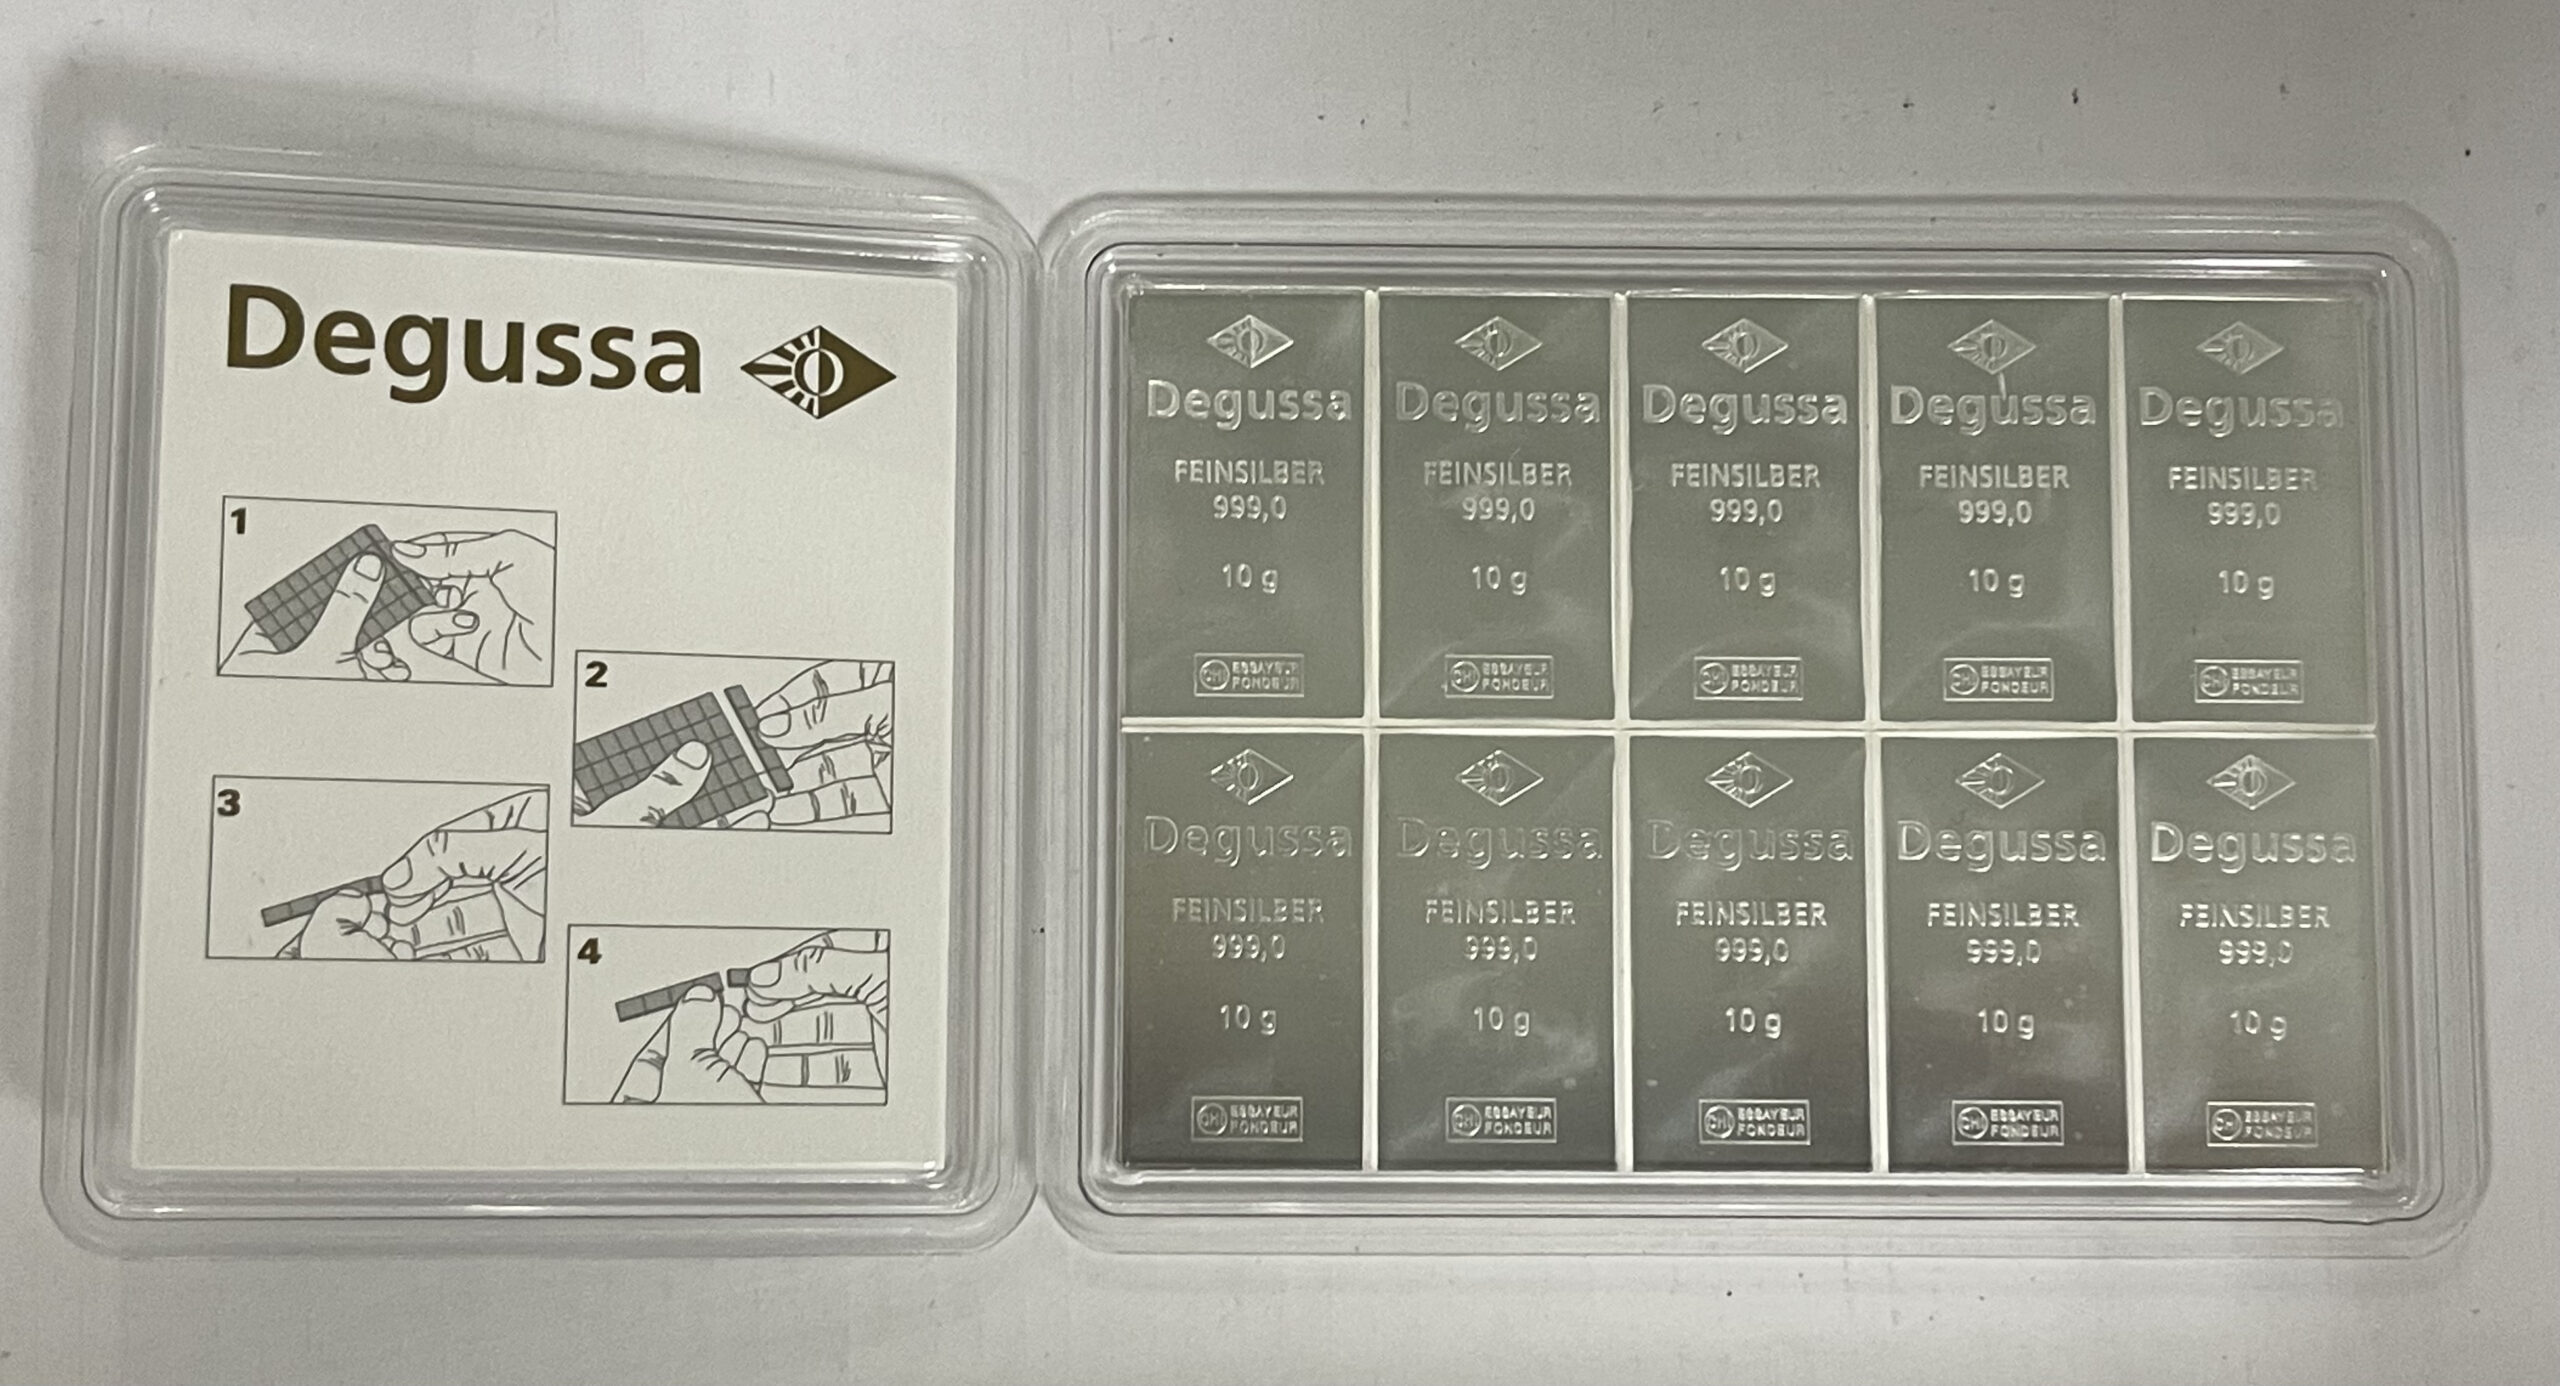 Degussa
1
2
3
4
Degussa
FEINSILBER
999,0
10 g
ESSAYEUR
FONDEUR
Degussa
FEINSILBER
999,0
10 g
ESSAYEUR
FONDEUR
Degussa
FEINSILBER
999,0
10 g
ESSAYEUR
FONDEUR
Degussa
FEINSILBER
999,0
10 g
ESSAYEUR
FONDEUR
Degussa
FEINSILBER
999,0
10 g
ESSAYEUR
FONDEUR
Degussa
FEINSILBER
999,0
10 g
ESSAYEUR
FONDEUR
Degussa
FEINSILBER
999,0
10 g
ESSAYEUR
FONDEUR
Degussa
FEINSILBER
999,0
10 g
ESSAYEUR
FONDEUR
Degussa
FEINSILBER
999,0
10 g
ESSAYEUR
FONDEUR
Degussa
FEINSILBER
999,0
10 g
ESSAYEUR
FONDEUR